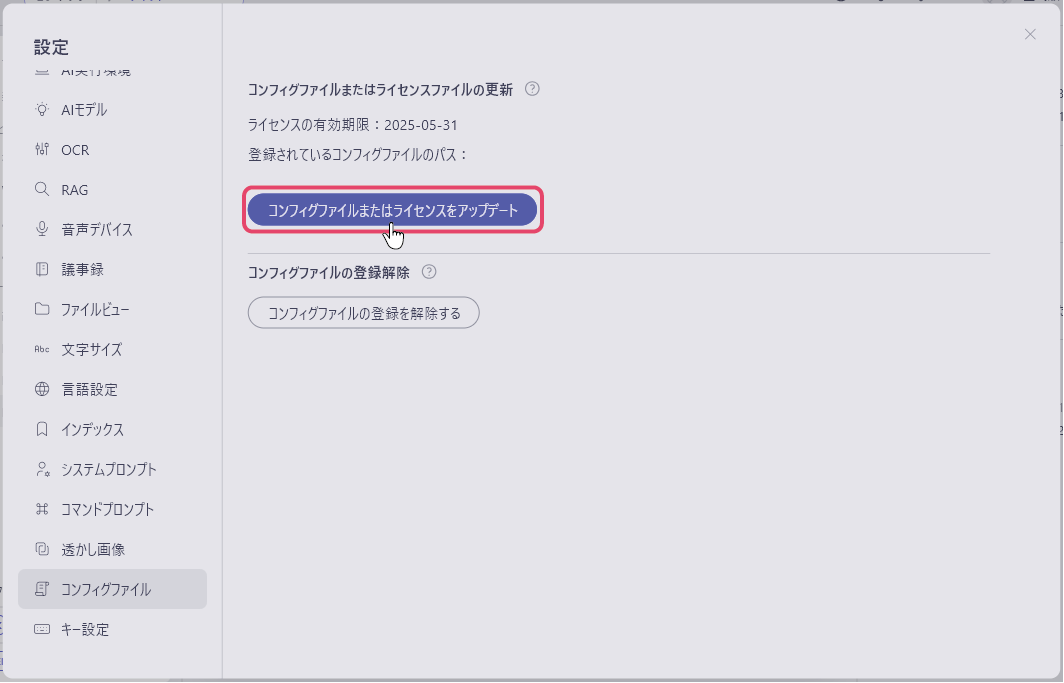 設定
AI実行環境
AIモデル
OCR
RAG
音声デバイス
議事録
ファイルビュー
Abc 文字サイズ
言語設定
インデックス
システムプロンプト
コマンドプロンプト
透かし画像
コンフィグファイル
キー設定
コンフィグファイルまたはライセンスファイルの更新 ?
ライセンスの有効期限：2025-05-31
登録されているコンフィグファイルのパス：
コンフィグファイルまたはライセンスをアップデート
コンフィグファイルの登録解除 ?
コンフィグファイルの登録を解除する